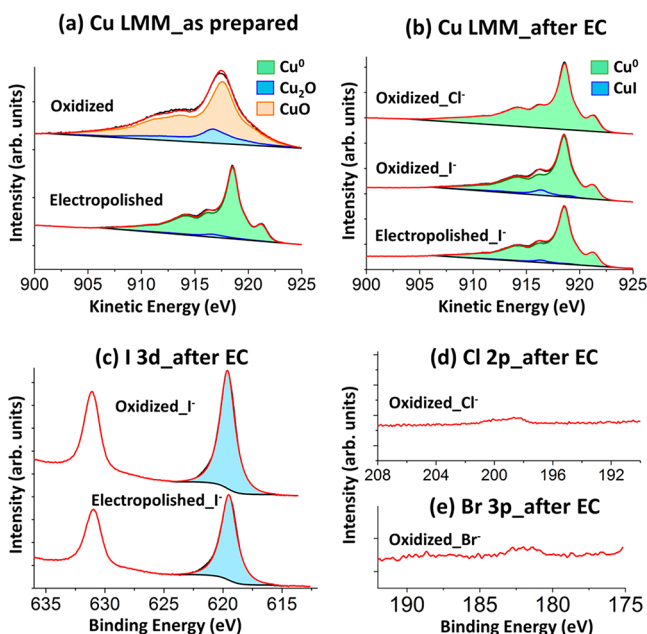 (a) Cu LMM_as prepared
Intensity (arb. units)
Oxidized
Cu⁰
Cu₂O
CuO
Electropolished
900 905 910 915 920 925
Kinetic Energy (eV)
(b) Cu LMM_after EC
Intensity (arb. units)
Cu⁰
CuI
Oxidized_Cl⁻
Oxidized_I⁻
Electropolished_I⁻
900 905 910 915 920 925
Kinetic Energy (eV)
(c) I 3d_after EC
Intensity (arb. units)
Oxidized_I⁻
Electropolished_I⁻
635 630 625 620 615
Binding Energy (eV)
(d) Cl 2p_after EC
Intensity (arb. units)
Oxidized_Cl⁻
208 204 200 196 192
(e) Br 3p_after EC
Oxidized_Br⁻
190 185 180 175
Binding Energy (eV)